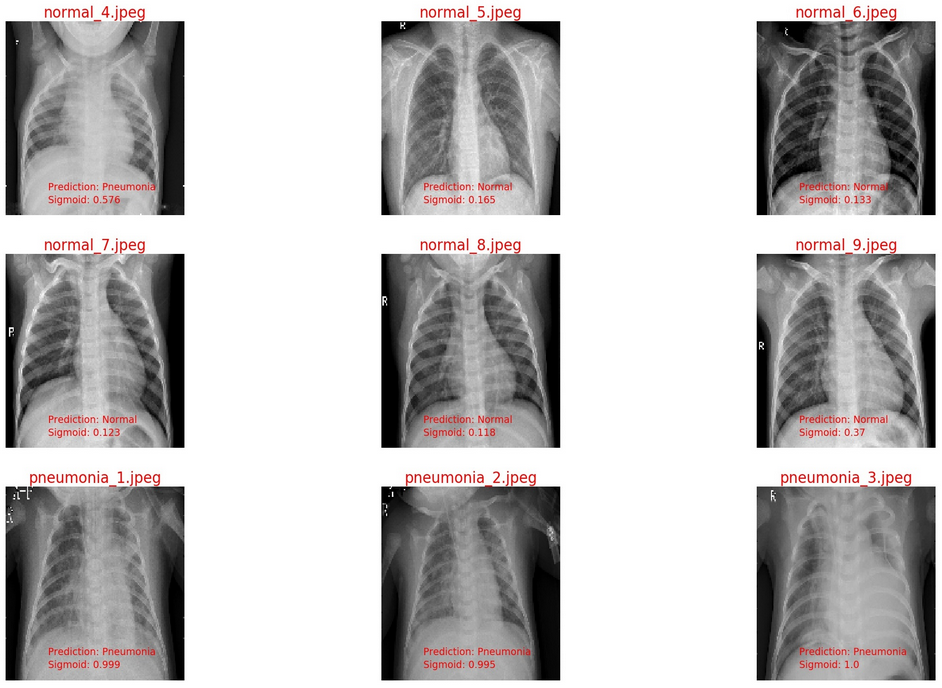 normal_4.jpeg
normal_5.jpeg
normal_6.jpeg
R
Prediction: Pneumonia
Sigmoid: 0.576
Prediction: Normal
Sigmoid: 0.165
Prediction: Normal
Sigmoid: 0.133
normal_7.jpeg
normal_8.jpeg
normal_9.jpeg
R
R
R
Prediction: Normal
Sigmoid: 0.123
Prediction: Normal
Sigmoid: 0.118
Prediction: Normal
Sigmoid: 0.37
pneumonia_1.jpeg
pneumonia_2.jpeg
pneumonia_3.jpeg
R
Prediction: Pneumonia
Sigmoid: 0.999
Prediction: Pneumonia
Sigmoid: 0.995
Prediction: Pneumonia
Sigmoid: 1.0